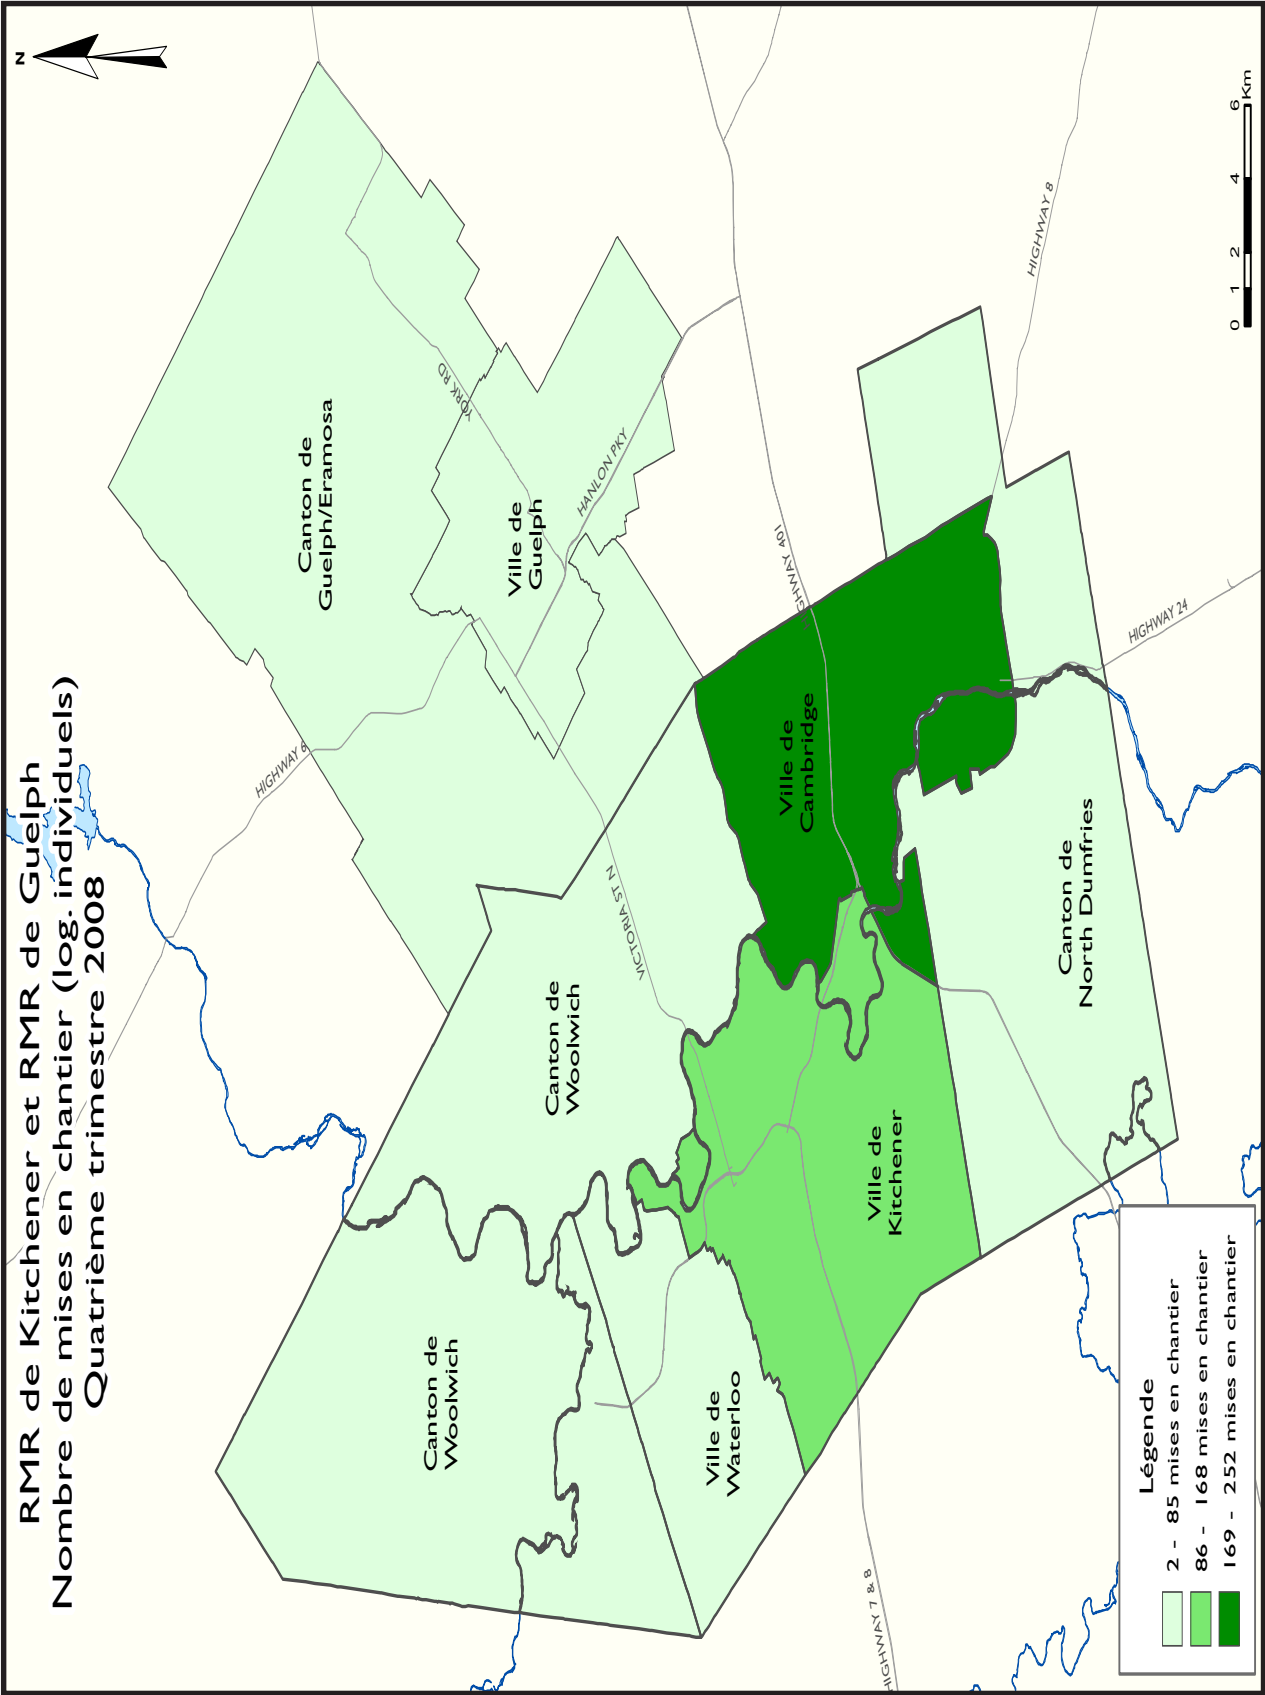 RMR de Kitchener et RMR de Guelph
Nombre de mises en chantier (log. individuels)
Quatrième trimestre 2008
N
HIGHWAY 6
Canton de
Guelph/Eramosa
YORK RD
Ville de
Guelph
HANLON PKY
Canton de
Woolwich
Canton de
Woolwich
VICTORIA ST N
Ville de
Waterloo
Ville de
Kitchener
Ville de
Cambridge
HIGHWAY 401
HIGHWAY 7 & 8
Canton de
North Dumfries
HIGHWAY 8
HIGHWAY 24
Légende
2 - 85 mises en chantier
86 - 168 mises en chantier
169 - 252 mises en chantier
0 1 2 4 6
Km